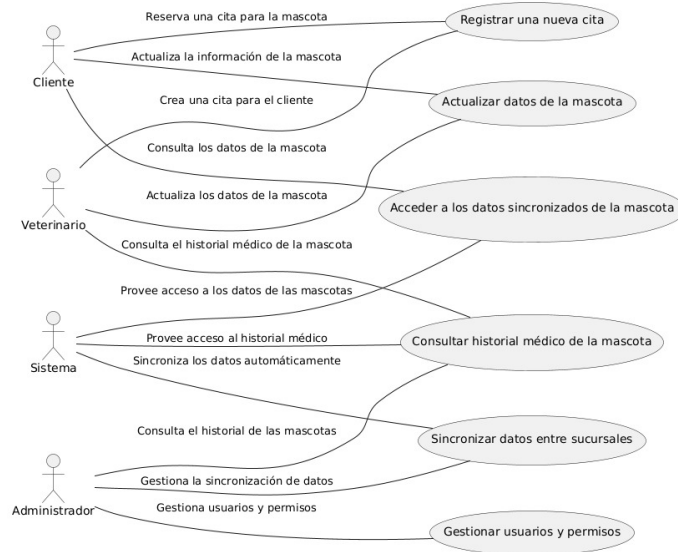 Reserva una cita para la mascota
Registrar una nueva cita
Cliente
Actualiza la información de la mascota
Crea una cita para el cliente
Actualizar datos de la mascota
Consulta los datos de la mascota
Veterinario
Actualiza los datos de la mascota
Acceder a los datos sincronizados de la mascota
Consulta el historial médico de la mascota
Provee acceso a los datos de las mascotas
Sistema
Provee acceso al historial médico
Consultar historial médico de la mascota
Sincroniza los datos automáticamente
Consulta el historial de las mascotas
Sincronizar datos entre sucursales
Administrador
Gestiona la sincronización de datos
Gestiona usuarios y permisos
Gestionar usuarios y permisos